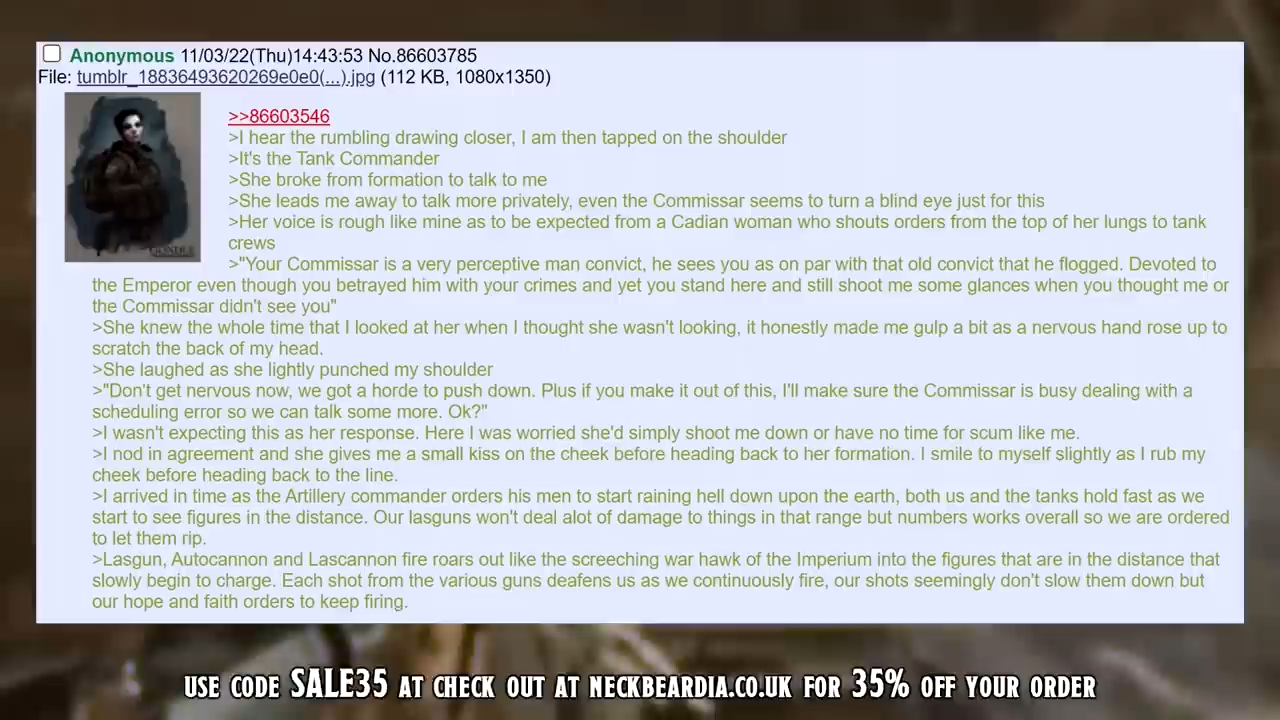 Anonymous 11/03/22(Thu)14:43:53 No.86603785
File: tumblr_18836493620269e0e0(...).jpg (112 KB, 1080x1350)
>>86603546
>I hear the rumbling drawing closer, I am then tapped on the shoulder
>It's the Tank Commander
>She broke from formation to talk to me
>She leads me away to talk more privately, even the Commissar seems to turn a blind eye just for this
>Her voice is rough like mine as to be expected from a Cadian woman who shouts orders from the top of her lungs to tank
crews
>"Your Commissar is a very perceptive man convict, he sees you as on par with that old convict that he flogged. Devoted to
the Emperor even though you betrayed him with your crimes and yet you stand here and still shoot me some glances when you thought me or
the Commissar didn't see you"
>She knew the whole time that I looked at her when I thought she wasn't looking, it honestly made me gulp a bit as a nervous hand rose up to
scratch the back of my head.
>She laughed as she lightly punched my shoulder
>"Don't get nervous now, we got a horde to push down. Plus if you make it out of this, I'll make sure the Commissar is busy dealing with a
scheduling error so we can talk some more. Ok?"
>I wasn't expecting this as her response. Here I was worried she'd simply shoot me down or have no time for scum like me.
>I nod in agreement and she gives me a small kiss on the cheek before heading back to her formation. I smile to myself slightly as I rub my
cheek before heading back to the line.
>I arrived in time as the Artillery commander orders his men to start raining hell down upon the earth, both us and the tanks hold fast as we
start to see figures in the distance. Our lasguns won't deal alot of damage to things in that range but numbers works overall so we are ordered
to let them rip.
>Lasgun, Autocannon and Lascannon fire roars out like the screeching war hawk of the Imperium into the figures that are in the distance that
slowly begin to charge. Each shot from the various guns deafens us as we continuously fire, our shots seemingly don't slow them down but
our hope and faith orders to keep firing.
USE CODE SALE35 AT CHECK OUT AT NECKBEARDIA.CO.UK FOR 35% OFF YOUR ORDER